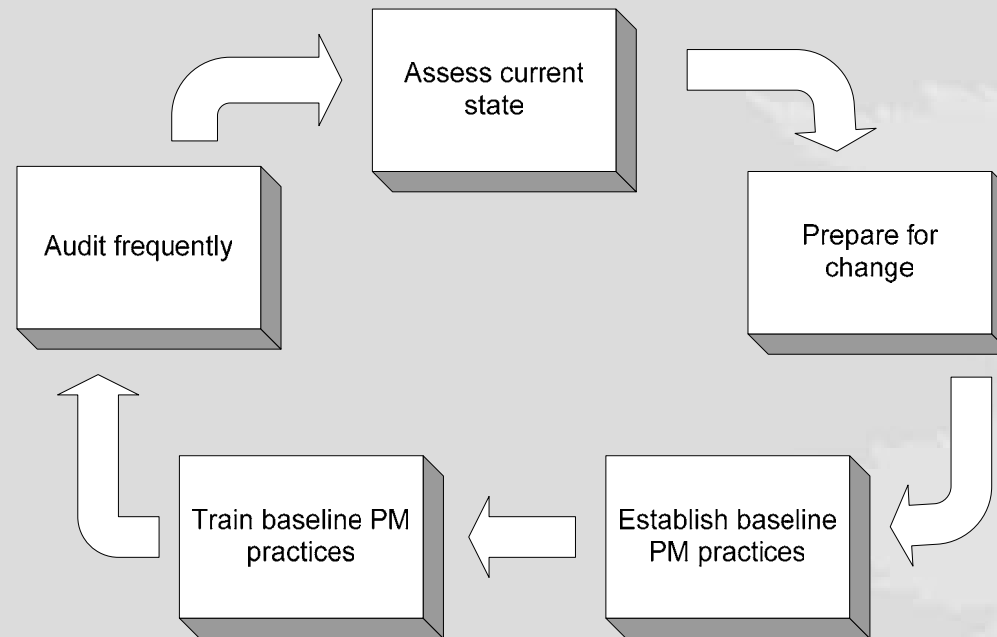 Assess current
state
Prepare for
change
Establish baseline
PM practices
Train baseline PM
practices
Audit frequently